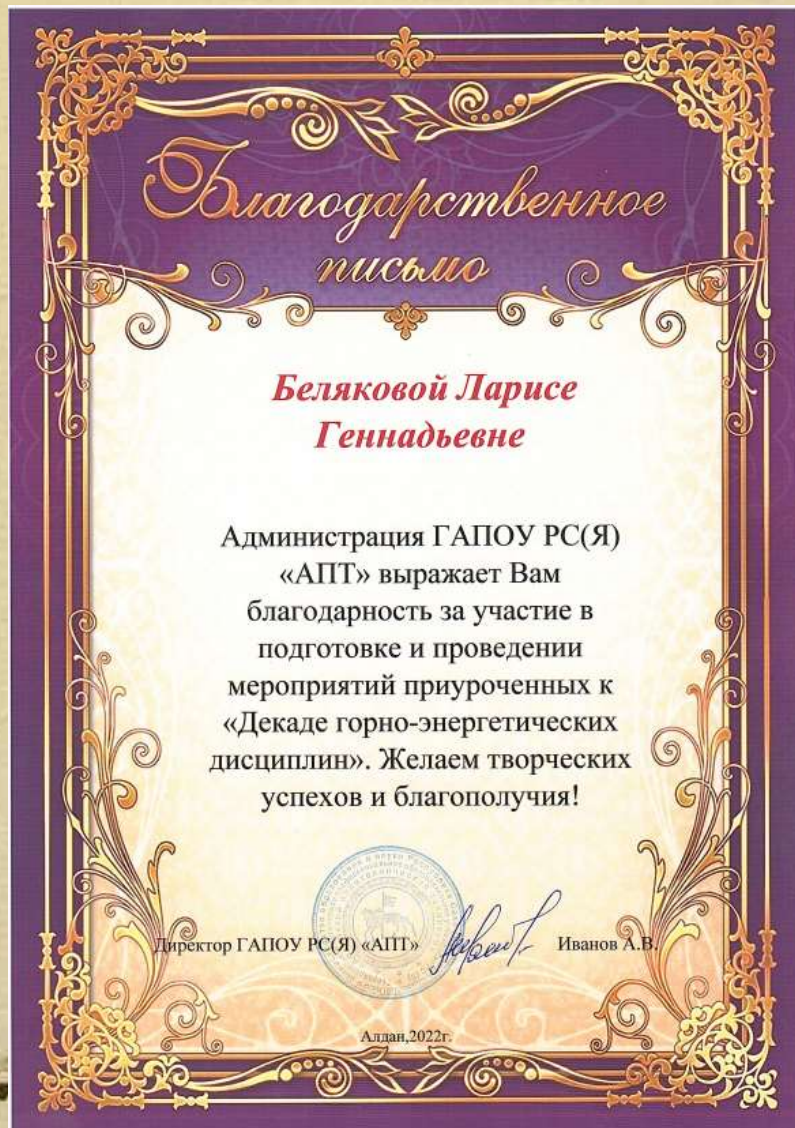 Благодарственное
письмо
Беляковой Ларисе
Геннадьевне
Администрация ГАПОУ РС(Я)
«АПТ» выражает Вам
благодарность за участие в
подготовке и проведении
мероприятий приуроченных к
«Декаде горно-энергетических
дисциплин». Желаем творческих
успехов и благополучия!
Директор ГАПОУ РС(Я) «АПТ» Иванов А.В.
Алдан,2022г.